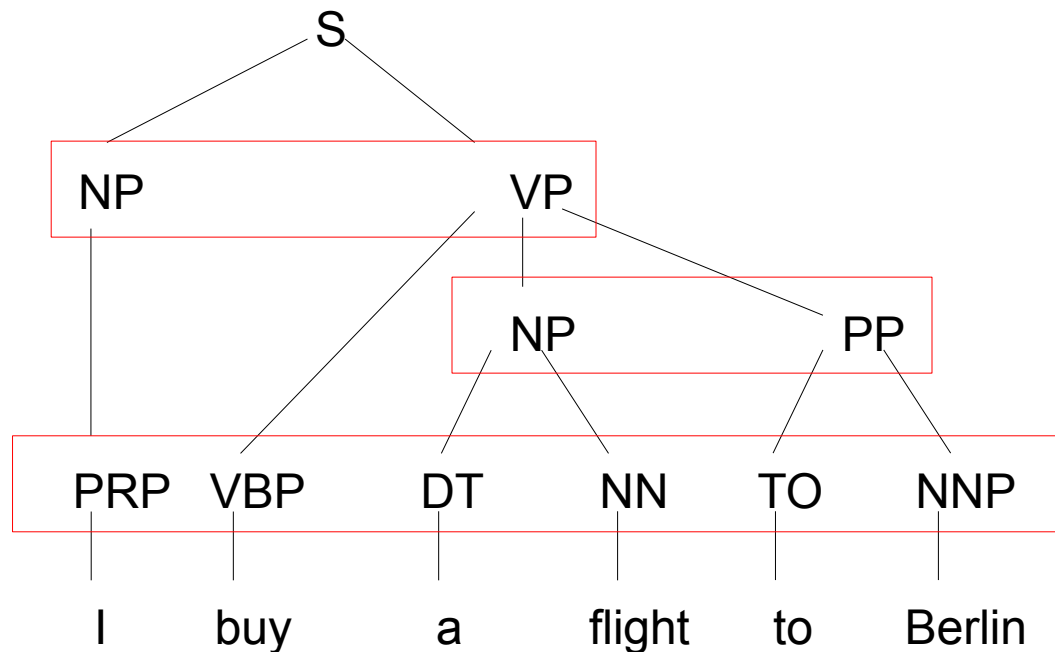 S
NP VP
NP PP
PRP VBP DT NN TO NNP
I buy a flight to Berlin